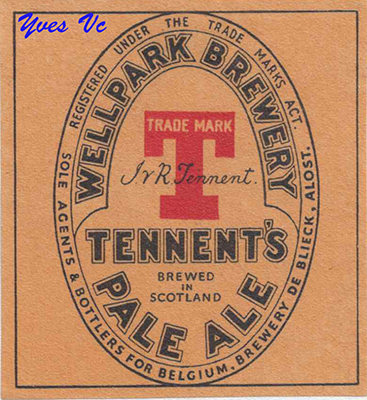 Yves Vc
REGISTERED UNDER THE TRADE MARKS ACT.
WELLPARK BREWERY
TRADE MARK
T
J & R Tennent.
TENNENT'S
BREWED
IN
SCOTLAND
PALE ALE
SOLE AGENTS & BOTTLERS FOR BELGIUM, BREWERY DE BLIECK, ALOST.